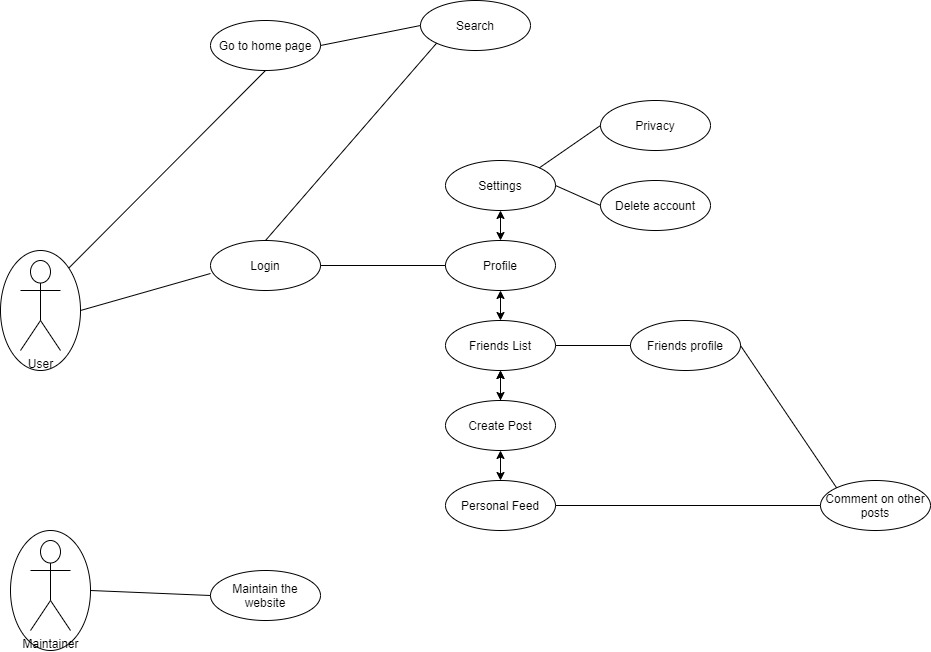 Search
Go to home page
Privacy
Settings
Delete account
Login
Profile
Friends List
Friends profile
User
Create Post
Personal Feed
Comment on other
posts
Maintain the
website
Maintainer